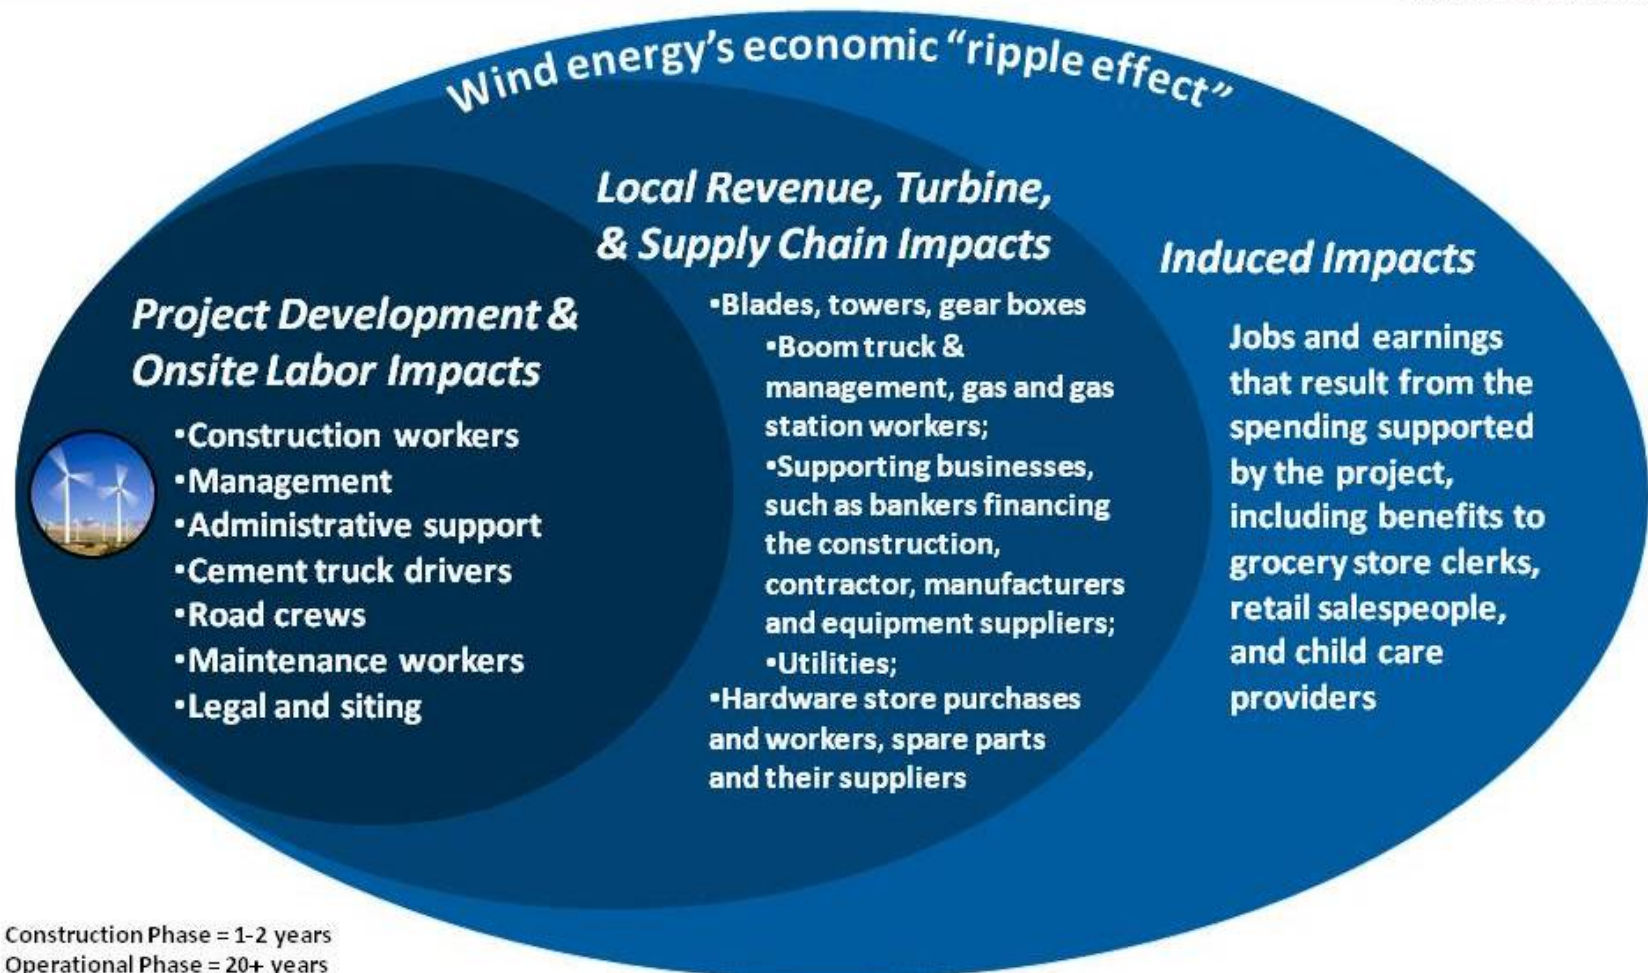 Wind energy’s economic “ripple effect”
Project Development &
Onsite Labor Impacts
•Construction workers
•Management
•Administrative support
•Cement truck drivers
•Road crews
•Maintenance workers
•Legal and siting
Local Revenue, Turbine,
& Supply Chain Impacts
•Blades, towers, gear boxes
•Boom truck &
management, gas and gas
station workers;
•Supporting businesses,
such as bankers financing
the construction,
contractor, manufacturers
and equipment suppliers;
•Utilities;
•Hardware store purchases
and workers, spare parts
and their suppliers
Induced Impacts
Jobs and earnings
that result from the
spending supported
by the project,
including benefits to
grocery store clerks,
retail salespeople,
and child care
providers
Construction Phase = 1-2 years
Operational Phase = 20+ years